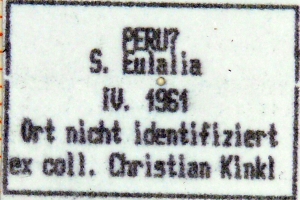 PERU?
S. Eulalia
IV. 1961
Ort nicht identifiziert
ex coll. Christian Kinkl